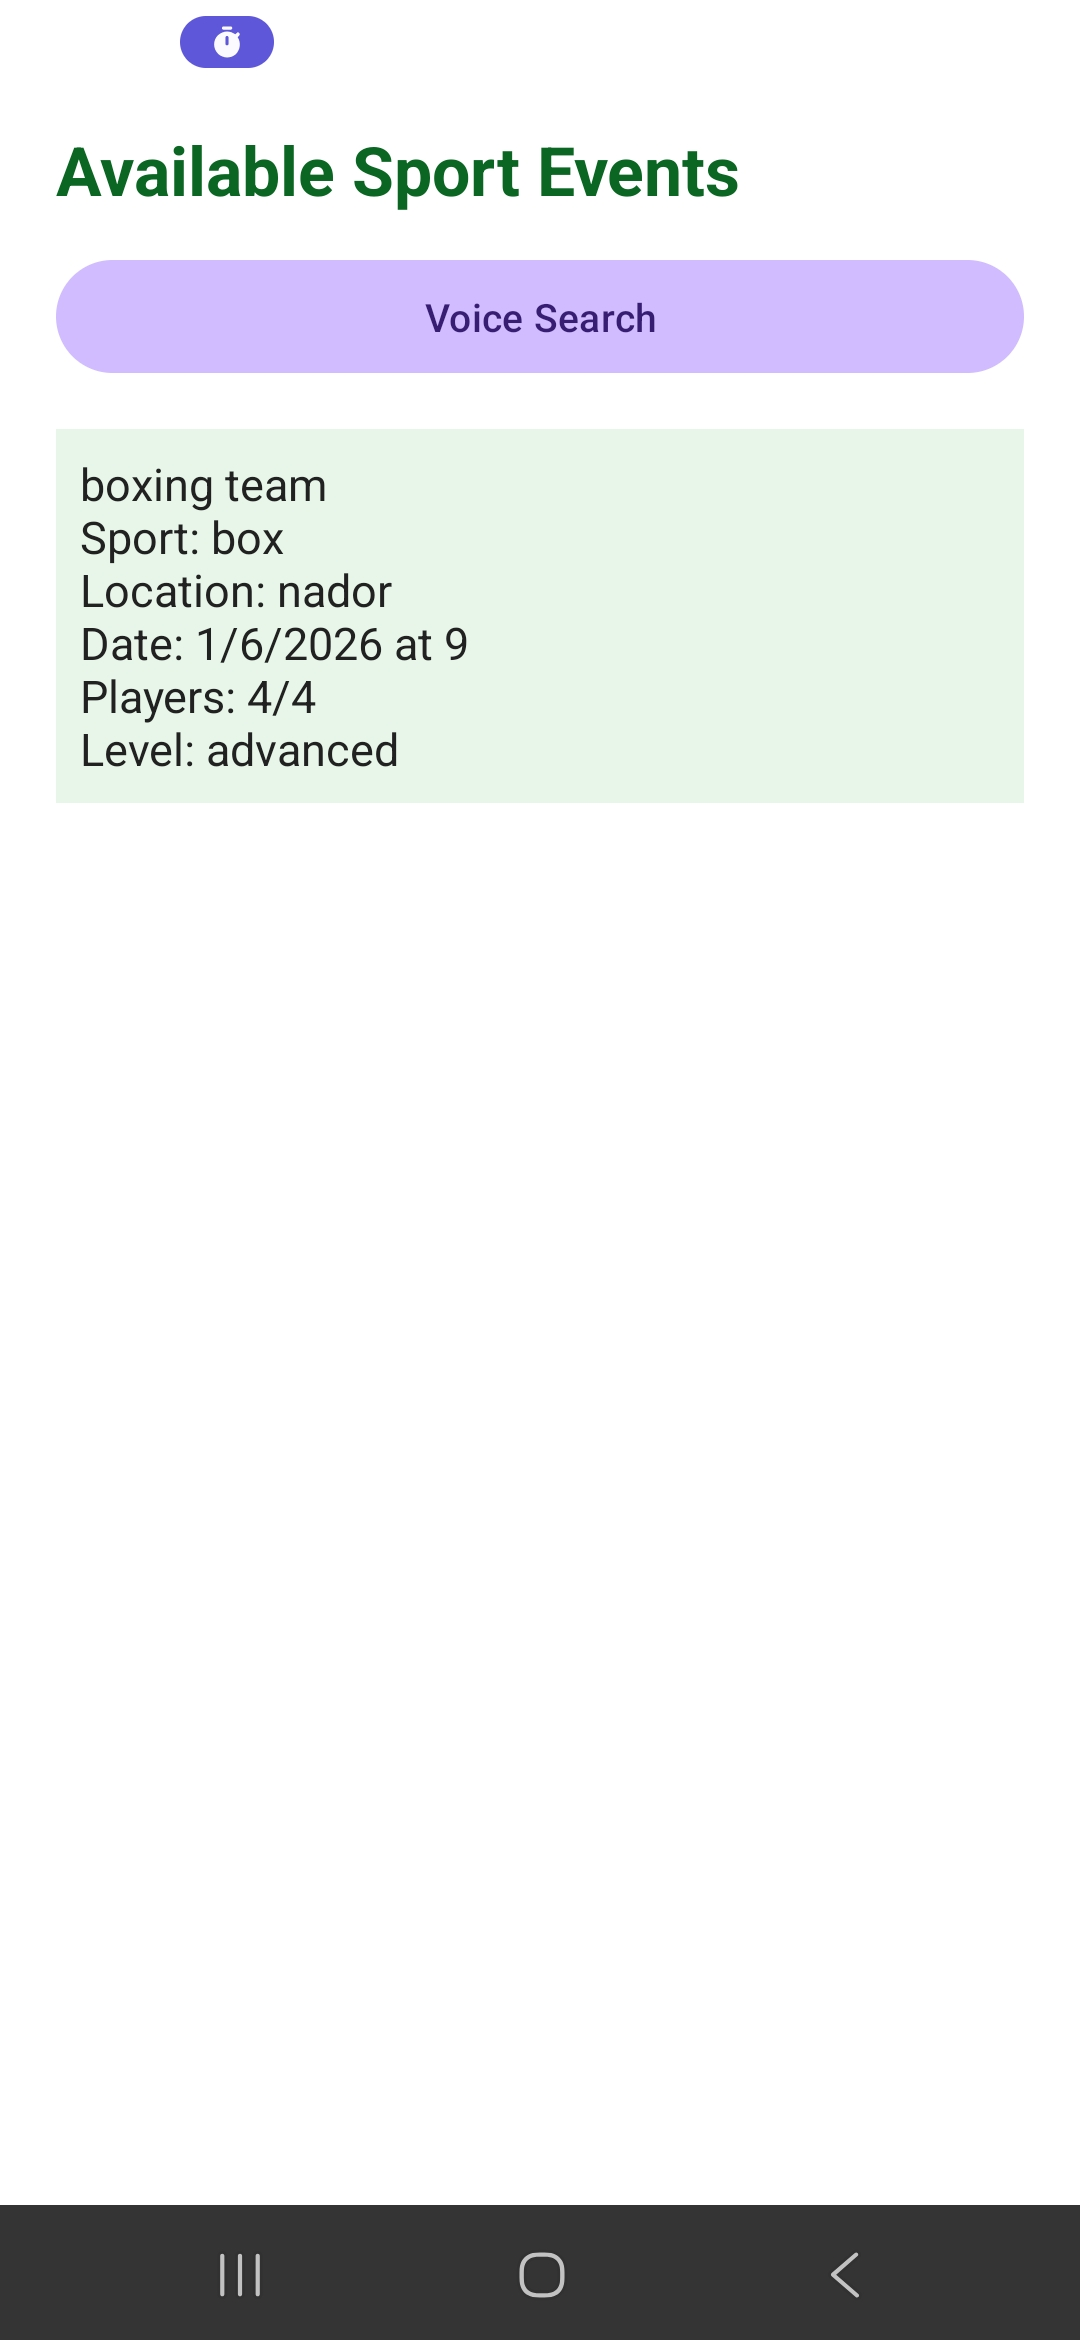 Available Sport Events
Voice Search
boxing team
Sport: box
Location: nador
Date: 1/6/2026 at 9
Players: 4/4
Level: advanced